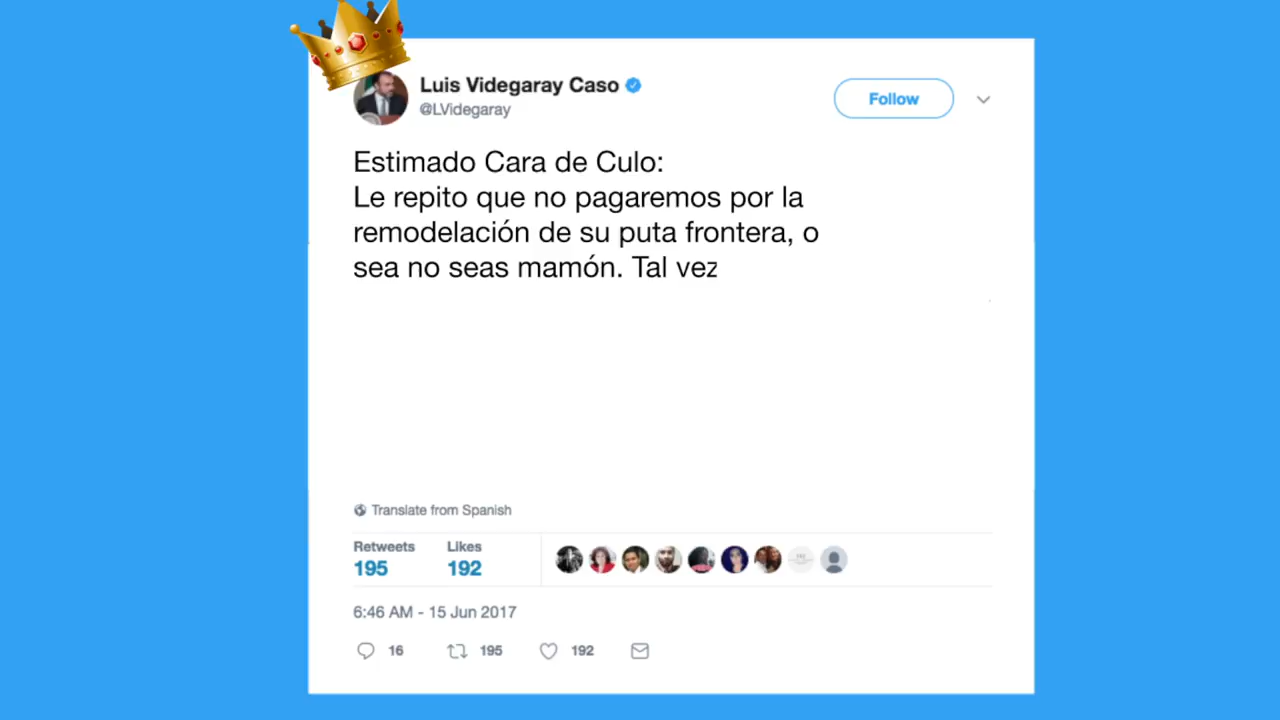 Luis Videgaray Caso
@LVidegaray
Follow
Estimado Cara de Culo:
Le repito que no pagaremos por la
remodelación de su puta frontera, o
sea no seas mamón. Tal vez
Translate from Spanish
Retweets Likes
195 192
6:46 AM - 15 Jun 2017
16 195 192